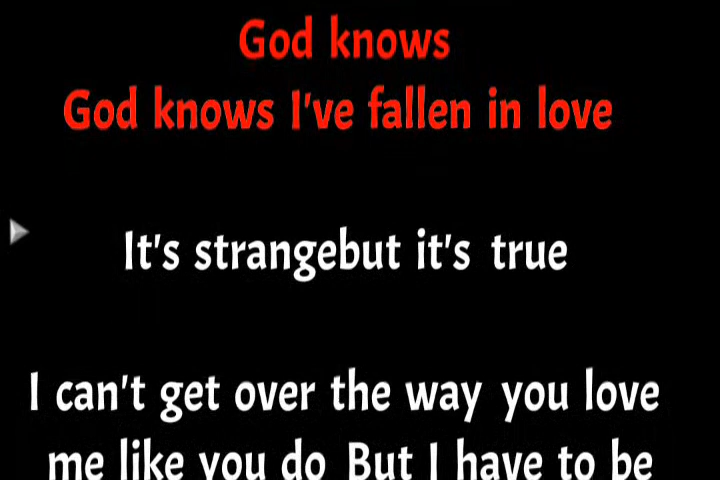 God knows
God knows I've fallen in love
It's strangebut it's true
I can't get over the way you love
me like you do But I have to be